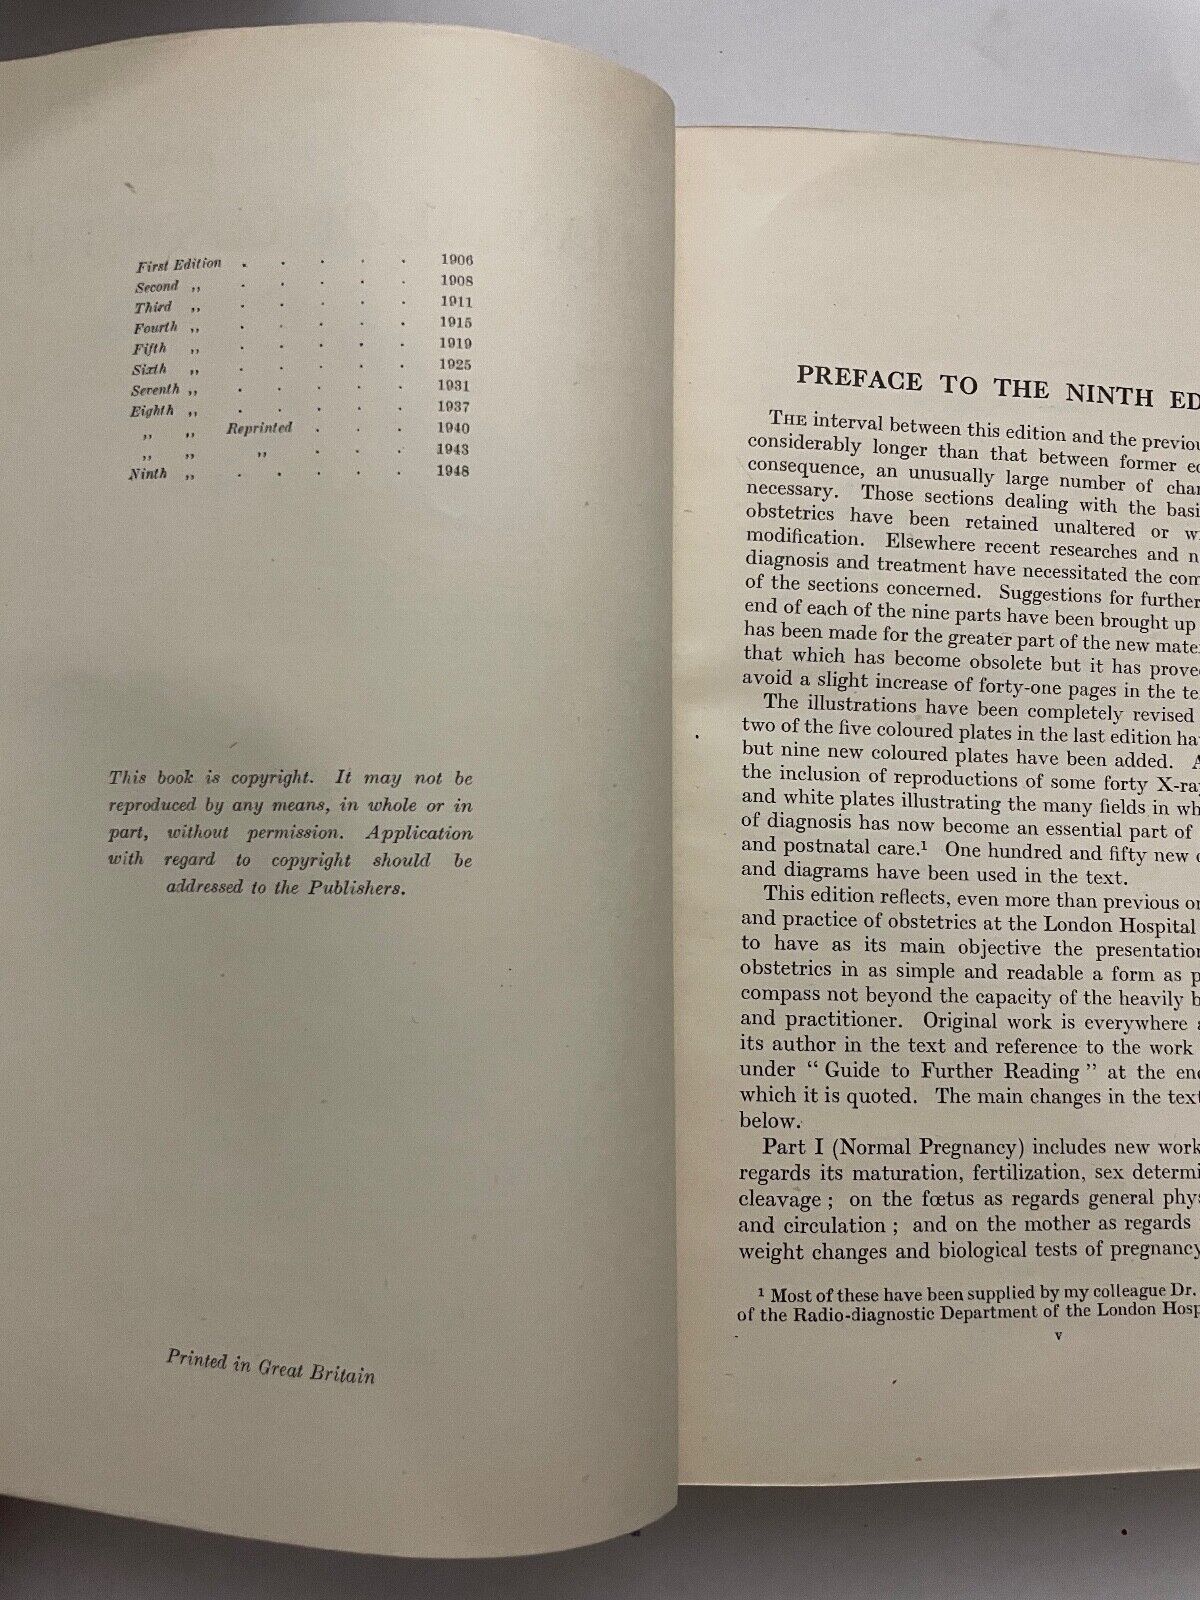 First Edition . . . . . 1906
Second ,, . . . . . 1908
Third ,, . . . . . 1911
Fourth ,, . . . . . 1915
Fifth ,, . . . . . 1919
Sixth ,, . . . . . 1925
Seventh ,, . . . . . 1931
Eighth ,, . . . . . 1937
,, ,, Reprinted . . . 1940
,, ,, ,, . . . 1943
Ninth ,, . . . . . 1948
This book is copyright. It may not be
reproduced by any means, in whole or in
part, without permission. Application
with regard to copyright should be
addressed to the Publishers.
Printed in Great Britain
PREFACE TO THE NINTH ED
THE interval between this edition and the previou
considerably longer than that between former ed
consequence, an unusually large number of chan
necessary. Those sections dealing with the basi
obstetrics have been retained unaltered or w
modification. Elsewhere recent researches and n
diagnosis and treatment have necessitated the com
of the sections concerned. Suggestions for further
end of each of the nine parts have been brought up
has been made for the greater part of the new mate
that which has become obsolete but it has prove
avoid a slight increase of forty-one pages in the te
The illustrations have been completely revised
two of the five coloured plates in the last edition ha
but nine new coloured plates have been added. A
the inclusion of reproductions of some forty X-ray
and white plates illustrating the many fields in wh
of diagnosis has now become an essential part of
and postnatal care.¹ One hundred and fifty new
and diagrams have been used in the text.
This edition reflects, even more than previous
and practice of obstetrics at the London Hospital
to have as its main objective the presentation
obstetrics in as simple and readable a form as p
compass not beyond the capacity of the heavily b
and practitioner. Original work is everywhere a
its author in the text and reference to the work
under “ Guide to Further Reading ” at the end
which it is quoted. The main changes in the text
below.
Part I (Normal Pregnancy) includes new work
regards its maturation, fertilization, sex determi
cleavage ; on the fœtus as regards general phys
and circulation ; and on the mother as regards
weight changes and biological tests of pregnancy
¹ Most of these have been supplied by my colleague Dr.
of the Radio-diagnostic Department of the London Hosp
v